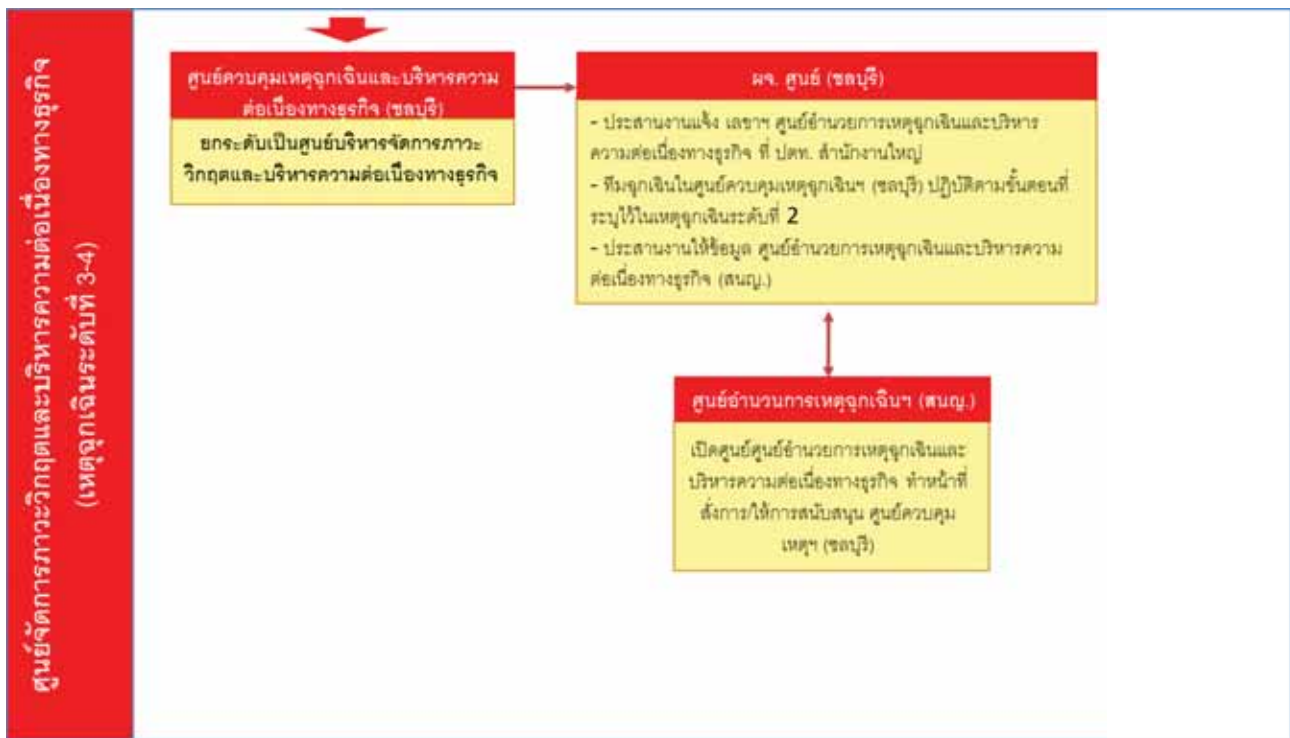 ศูนย์จัดการภาวะวิกฤตและบริหารความต่อเนื่องทางธุรกิจ
(เหตุฉุกเฉินระดับที่ 3-4)
ศูนย์ควบคุมเหตุฉุกเฉินและบริหารความ
ต่อเนื่องทางธุรกิจ (ชลบุรี)
ยกระดับเป็นศูนย์บริหารจัดการภาวะ
วิกฤตและบริหารความต่อเนื่องทางธุรกิจ
ผจ. ศูนย์ (ชลบุรี)
- ประสานงานแจ้ง เลขาฯ ศูนย์อำนวยการเหตุฉุกเฉินและบริหาร
ความต่อเนื่องทางธุรกิจ ที่ ปตท. สำนักงานใหญ่
- ทีมฉุกเฉินในศูนย์ควบคุมเหตุฉุกเฉินฯ (ชลบุรี) ปฏิบัติตามขั้นตอนที่
ระบุไว้ในเหตุฉุกเฉินระดับที่ 2
- ประสานงานให้ข้อมูล ศูนย์อำนวยการเหตุฉุกเฉินและบริหารความ
ต่อเนื่องทางธุรกิจ (สนญ.)
ศูนย์อำนวนการเหตุฉุกเฉินฯ (สนญ.)
เปิดศูนย์ศูนย์อำนวยการเหตุฉุกเฉินและ
บริหารความต่อเนื่องทางธุรกิจ ทำหน้าที่
สั่งการ/ให้การสนับสนุน ศูนย์ควบคุม
เหตุฯ (ชลบุรี)